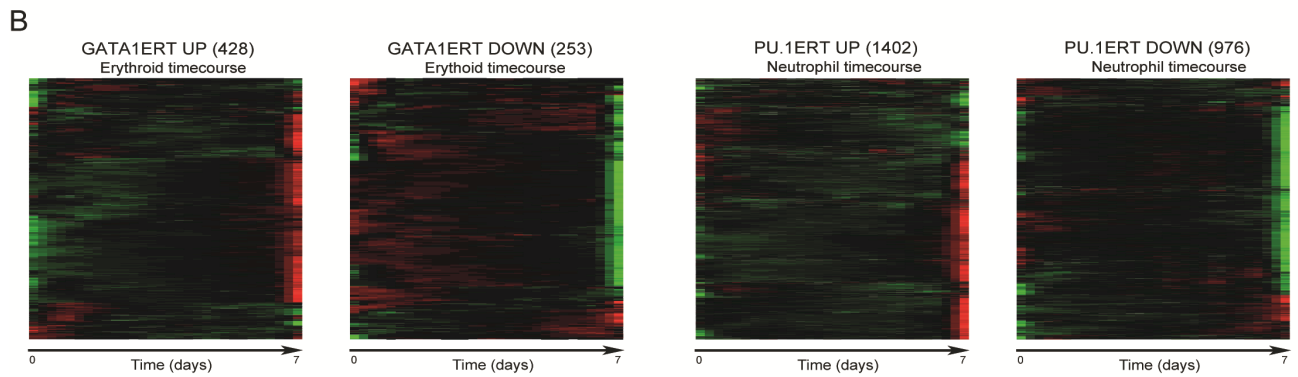 B
GATA1ERT UP (428)
Erythroid timecourse
GATA1ERT DOWN (253)
Erythoid timecourse
PU.1ERT UP (1402)
Neutrophil timecourse
PU.1ERT DOWN (976)
Neutrophil timecourse
0 Time (days) 7
0 Time (days) 7
0 Time (days) 7
0 Time (days) 7